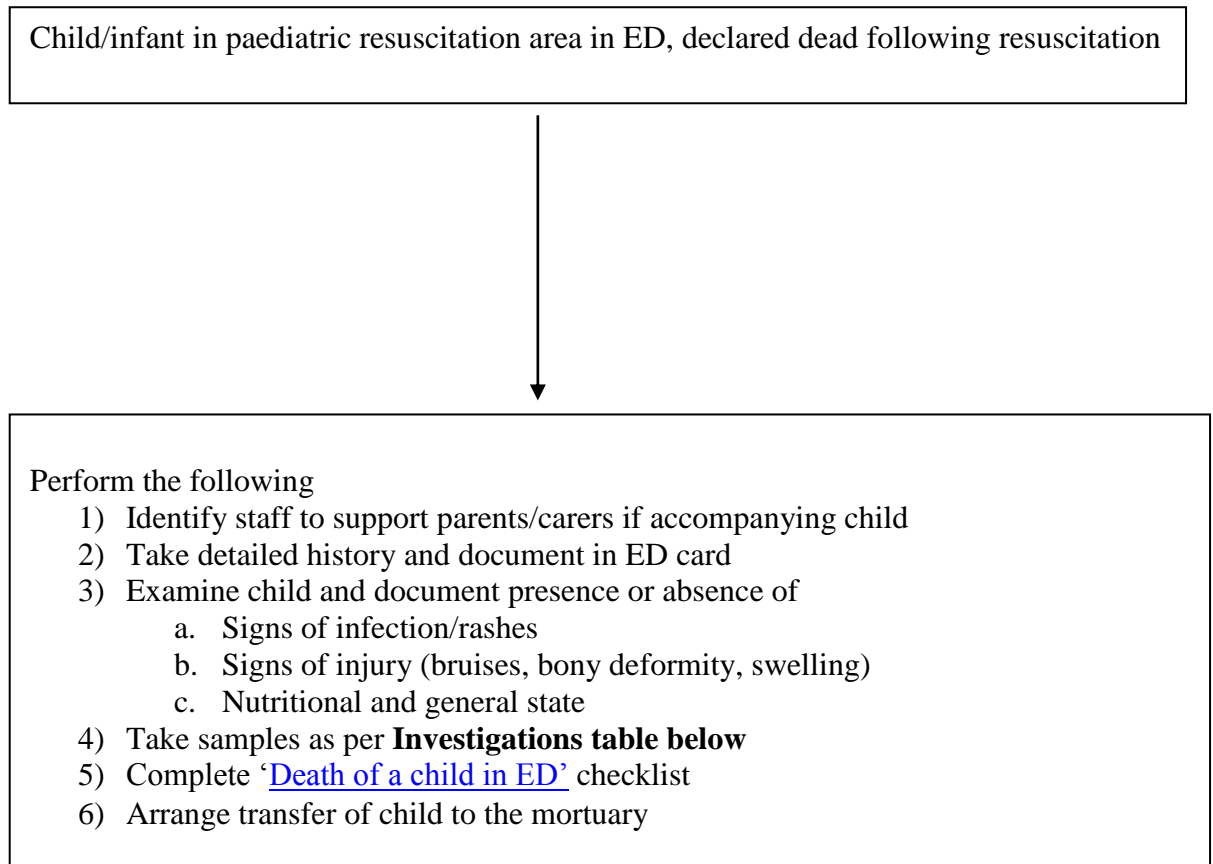 Child/infant in paediatric resuscitation area in ED, declared dead following resuscitation
Perform the following
1) Identify staff to support parents/carers if accompanying child
2) Take detailed history and document in ED card
3) Examine child and document presence or absence of
a. Signs of infection/rashes
b. Signs of injury (bruises, bony deformity, swelling)
c. Nutritional and general state
4) Take samples as per Investigations table below
5) Complete ‘Death of a child in ED’ checklist
6) Arrange transfer of child to the mortuary